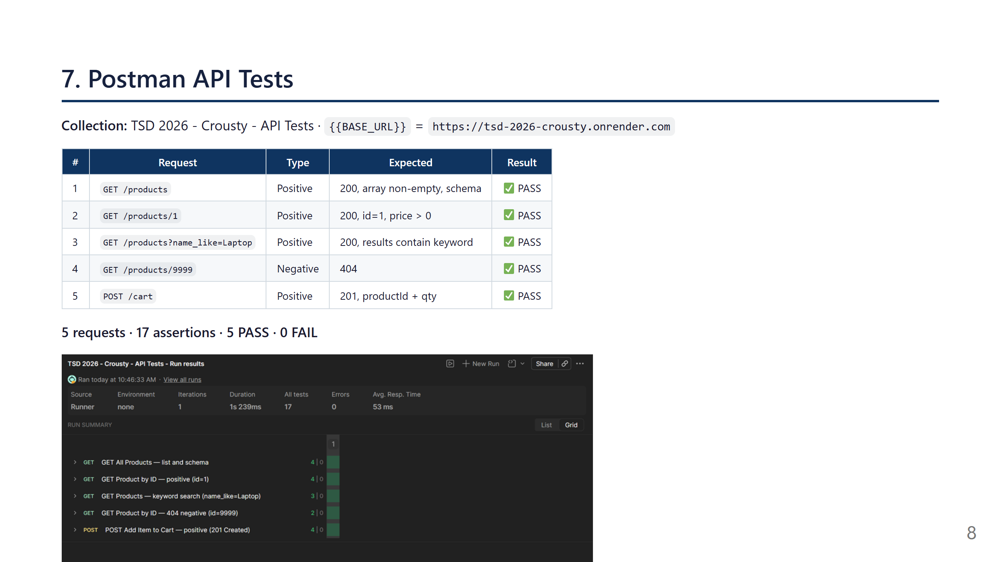 7. Postman API Tests
Collection: TSD 2026 - Crousty - API Tests · {{BASE_URL}} = https://tsd-2026-crousty.onrender.com
# Request Type Expected Result
1 GET /products Positive 200, array non-empty, schema ✅ PASS
2 GET /products/1 Positive 200, id=1, price > 0 ✅ PASS
3 GET /products?name_like=Laptop Positive 200, results contain keyword ✅ PASS
4 GET /products/9999 Negative 404 ✅ PASS
5 POST /cart Positive 201, productId + qty ✅ PASS
5 requests · 17 assertions · 5 PASS · 0 FAIL
TSD 2026 - Crousty - API Tests - Run results + New Run Share ···
Ran today at 10:46:33 AM · View all runs
Source Environment Iterations Duration All tests Errors Avg. Resp. Time
Runner none 1 1s 239ms 17 0 53 ms
RUN SUMMARY List Grid
1
GET GET All Products — list and schema 4 | 0
GET GET Product by ID — positive (id=1) 4 | 0
GET GET Products — keyword search (name_like=Laptop) 3 | 0
GET GET Product by ID — 404 negative (id=9999) 2 | 0
POST POST Add Item to Cart — positive (201 Created) 4 | 0
8